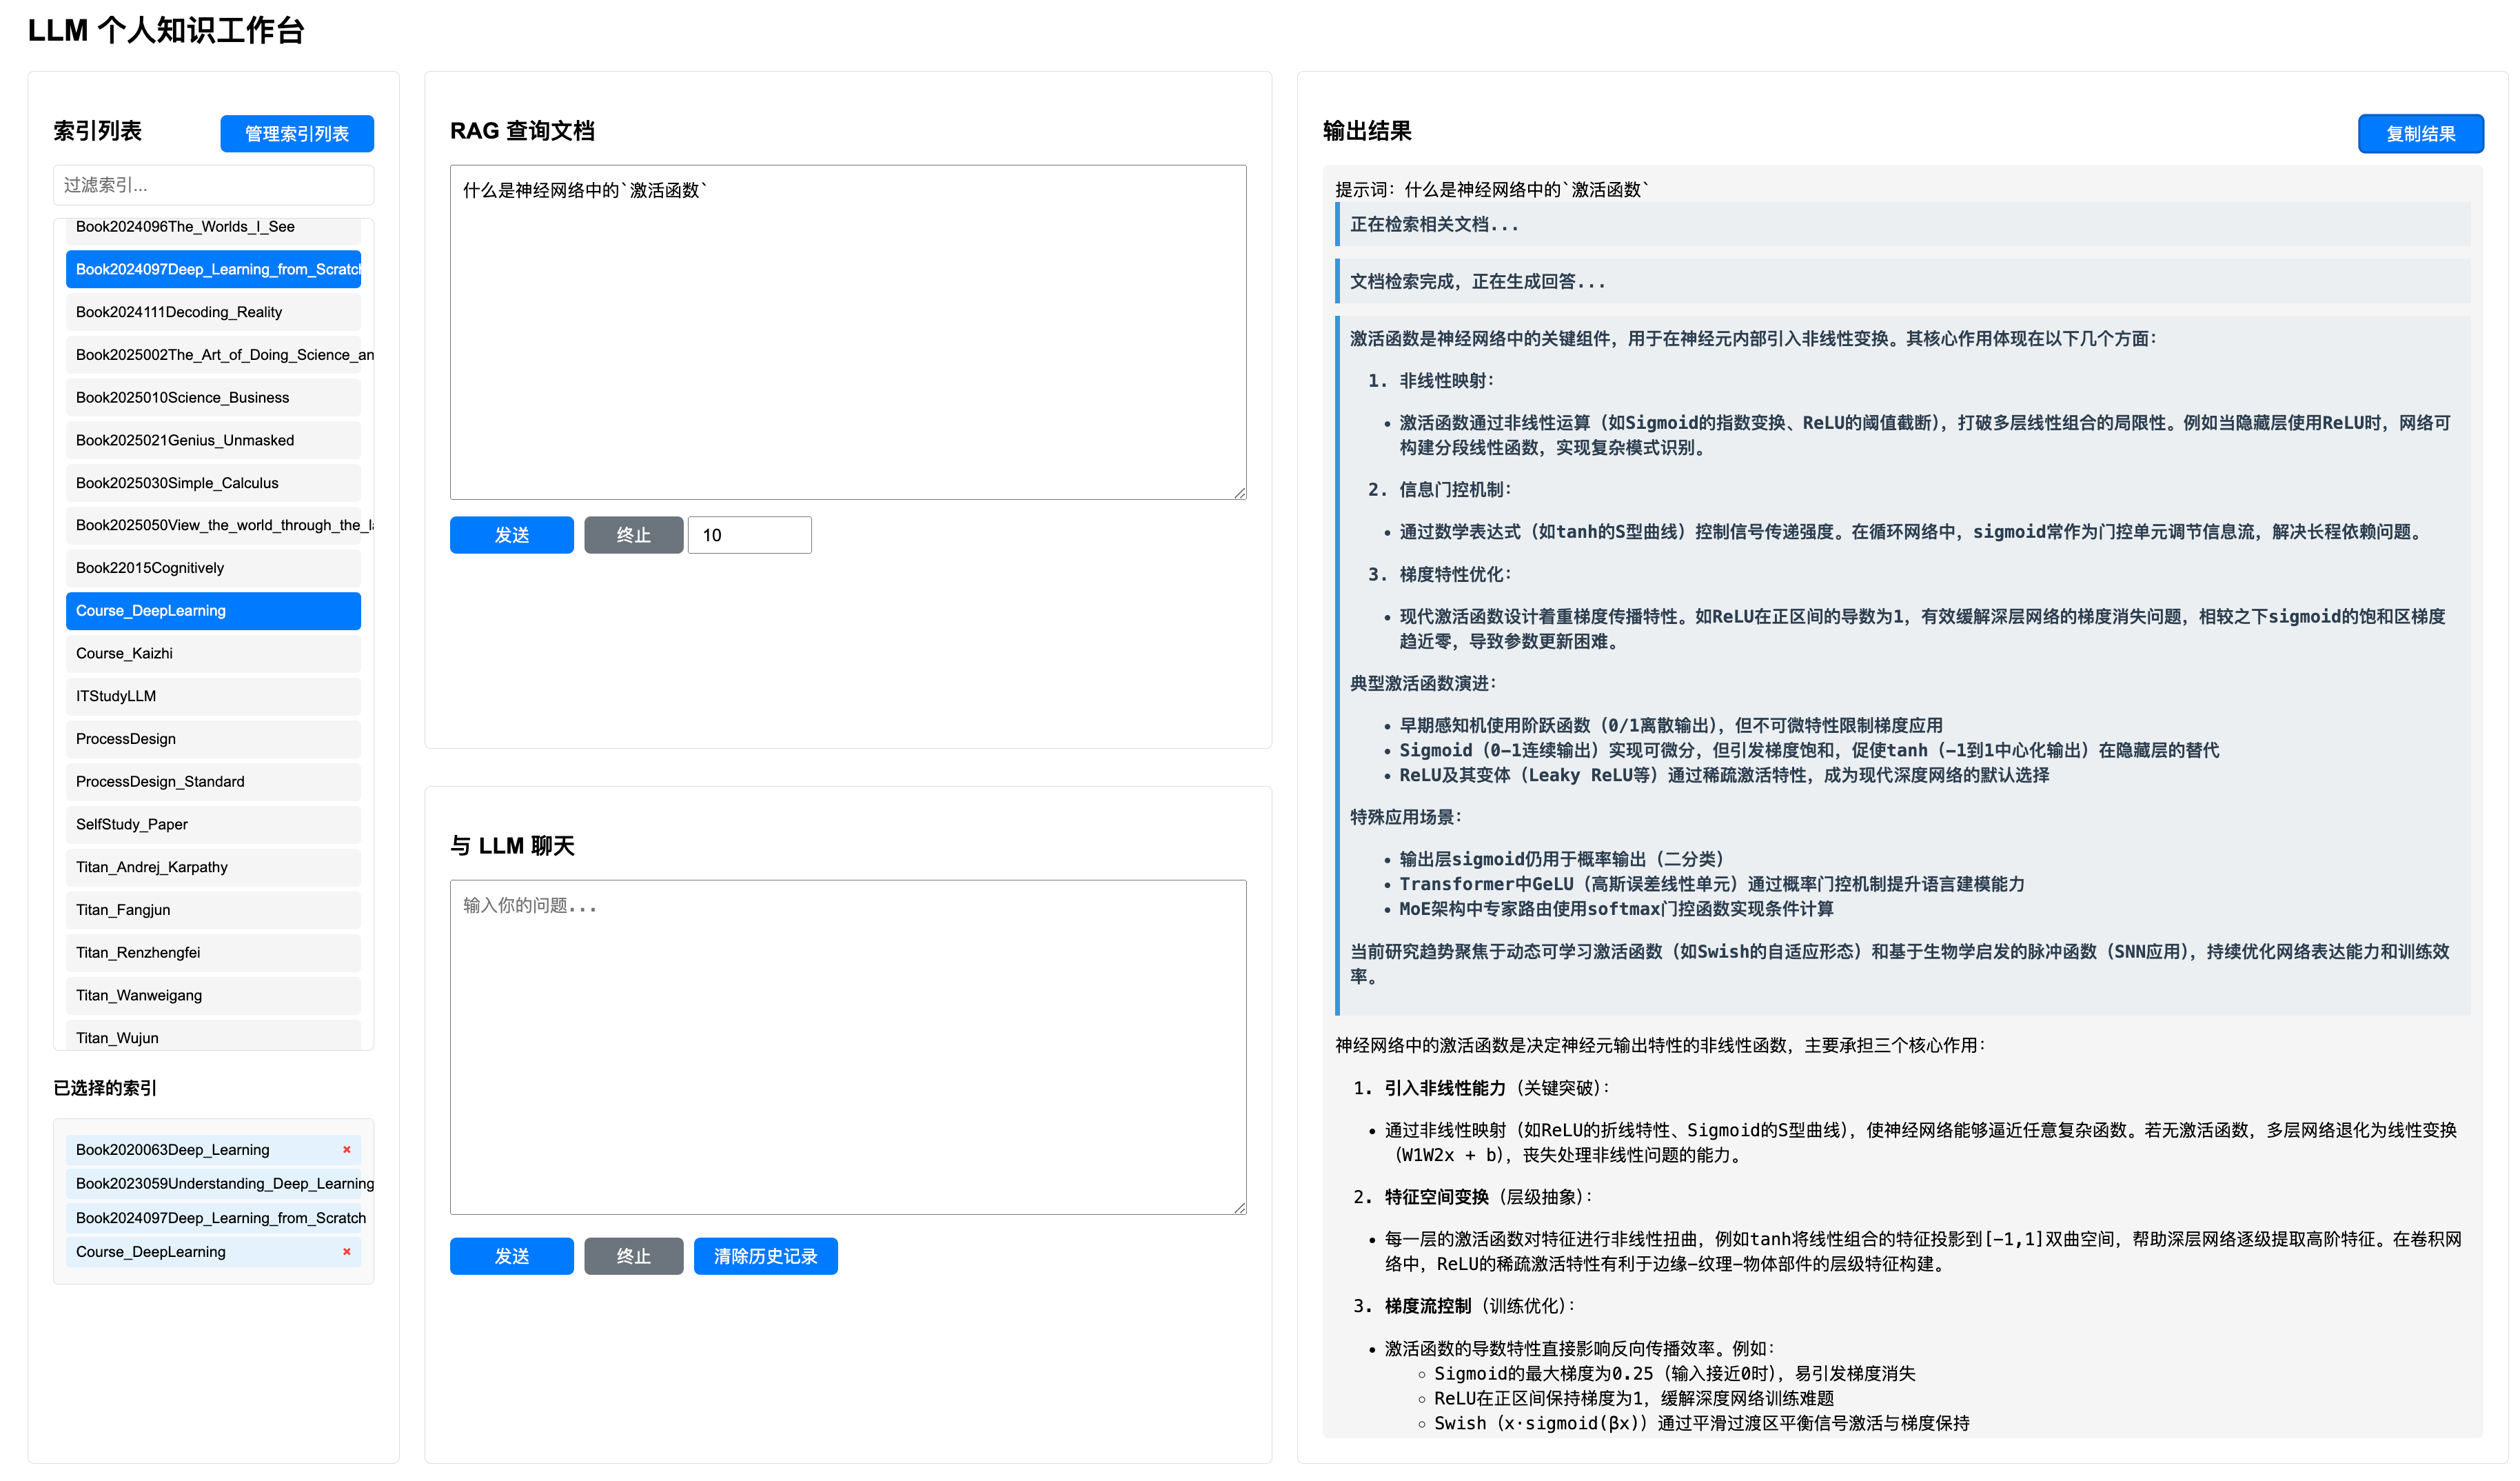 LLM 个人知识工作台
索引列表
管理索引列表
过滤索引...
Book2024096The_Worlds_I_See
Book2024097Deep_Learning_from_Scratch
Book2024111Decoding_Reality
Book2025002The_Art_of_Doing_Science_an
Book2025010Science_Business
Book2025021Genius_Unmasked
Book2025030Simple_Calculus
Book2025050View_the_world_through_the_la
Book22015Cognitively
Course_DeepLearning
Course_Kaizhi
ITStudyLLM
ProcessDesign
ProcessDesign_Standard
SelfStudy_Paper
Titan_Andrej_Karpathy
Titan_Fangjun
Titan_Renzhengfei
Titan_Wanweigang
Titan_Wujun
已选择的索引
Book2020063Deep_Learning ×
Book2023059Understanding_Deep_Learning
Book2024097Deep_Learning_from_Scratch
Course_DeepLearning ×
RAG 查询文档
什么是神经网络中的`激活函数`
发送 终止 10
与 LLM 聊天
输入你的问题...
发送 终止 清除历史记录
输出结果
复制结果
提示词：什么是神经网络中的`激活函数`
正在检索相关文档...
文档检索完成，正在生成回答...
激活函数是神经网络中的关键组件，用于在神经元内部引入非线性变换。其核心作用体现在以下几个方面：
1. 非线性映射：
• 激活函数通过非线性运算（如Sigmoid的指数变换、ReLU的阈值截断），打破多层线性组合的局限性。例如当隐藏层使用ReLU时，网络可
构建分段线性函数，实现复杂模式识别。
2. 信息门控机制：
• 通过数学表达式（如tanh的S型曲线）控制信号传递强度。在循环网络中，sigmoid常作为门控单元调节信息流，解决长程依赖问题。
3. 梯度特性优化：
• 现代激活函数设计着重梯度传播特性。如ReLU在正区间的导数为1，有效缓解深层网络的梯度消失问题，相较之下sigmoid的饱和区梯度
趋近零，导致参数更新困难。
典型激活函数演进：
• 早期感知机使用阶跃函数（0/1离散输出），但不可微特性限制梯度应用
• Sigmoid（0-1连续输出）实现可微分，但引发梯度饱和，促使tanh（-1到1中心化输出）在隐藏层的替代
• ReLU及其变体（Leaky ReLU等）通过稀疏激活特性，成为现代深度网络的默认选择
特殊应用场景：
• 输出层sigmoid仍用于概率输出（二分类）
• Transformer中GeLU（高斯误差线性单元）通过概率门控机制提升语言建模能力
• MoE架构中专家路由使用softmax门控函数实现条件计算
当前研究趋势聚焦于动态可学习激活函数（如Swish的自适应形态）和基于生物学启发的脉冲函数（SNN应用），持续优化网络表达能力和训练效
率。
神经网络中的激活函数是决定神经元输出特性的非线性函数，主要承担三个核心作用：
1. 引入非线性能力（关键突破）：
• 通过非线性映射（如ReLU的折线特性、Sigmoid的S型曲线），使神经网络能够逼近任意复杂函数。若无激活函数，多层网络退化为线性变换
（W1W2x + b），丧失处理非线性问题的能力。
2. 特征空间变换（层级抽象）：
• 每一层的激活函数对特征进行非线性扭曲，例如tanh将线性组合的特征投影到[-1,1]双曲空间，帮助深层网络逐级提取高阶特征。在卷积网
络中，ReLU的稀疏激活特性有利于边缘-纹理-物体部件的层级特征构建。
3. 梯度流控制（训练优化）：
• 激活函数的导数特性直接影响反向传播效率。例如：
◦ Sigmoid的最大梯度为0.25（输入接近0时），易引发梯度消失
◦ ReLU在正区间保持梯度为1，缓解深度网络训练难题
◦ Swish（x·sigmoid(βx)）通过平滑过渡区平衡信号激活与梯度保持